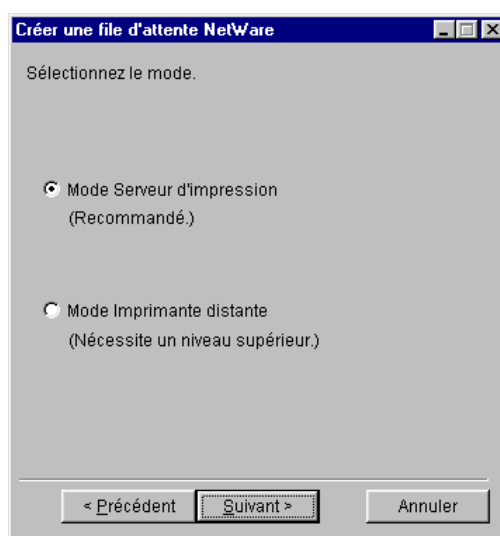 Créer une file d'attente NetWare
Sélectionnez le mode.
Mode Serveur d'impression
(Recommandé.)
Mode Imprimante distante
(Nécessite un niveau supérieur.)
< Précédent Suivant > Annuler